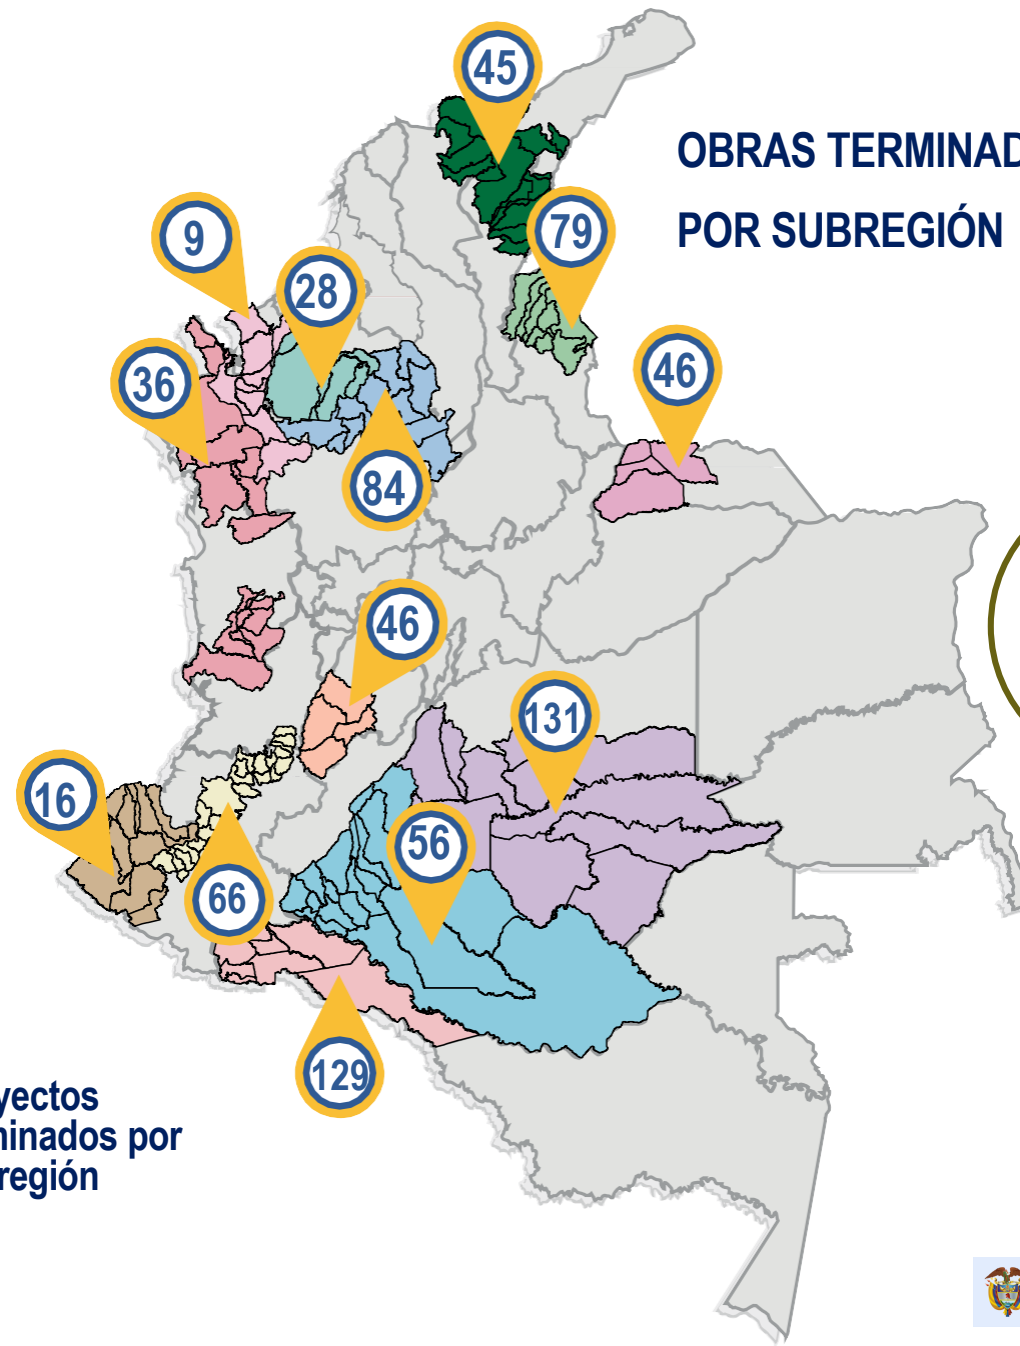 45
OBRAS TERMINAD
POR SUBREGIÓN
9
79
28
36
46
84
46
131
16
56
66
129
yectos
ninados por
región